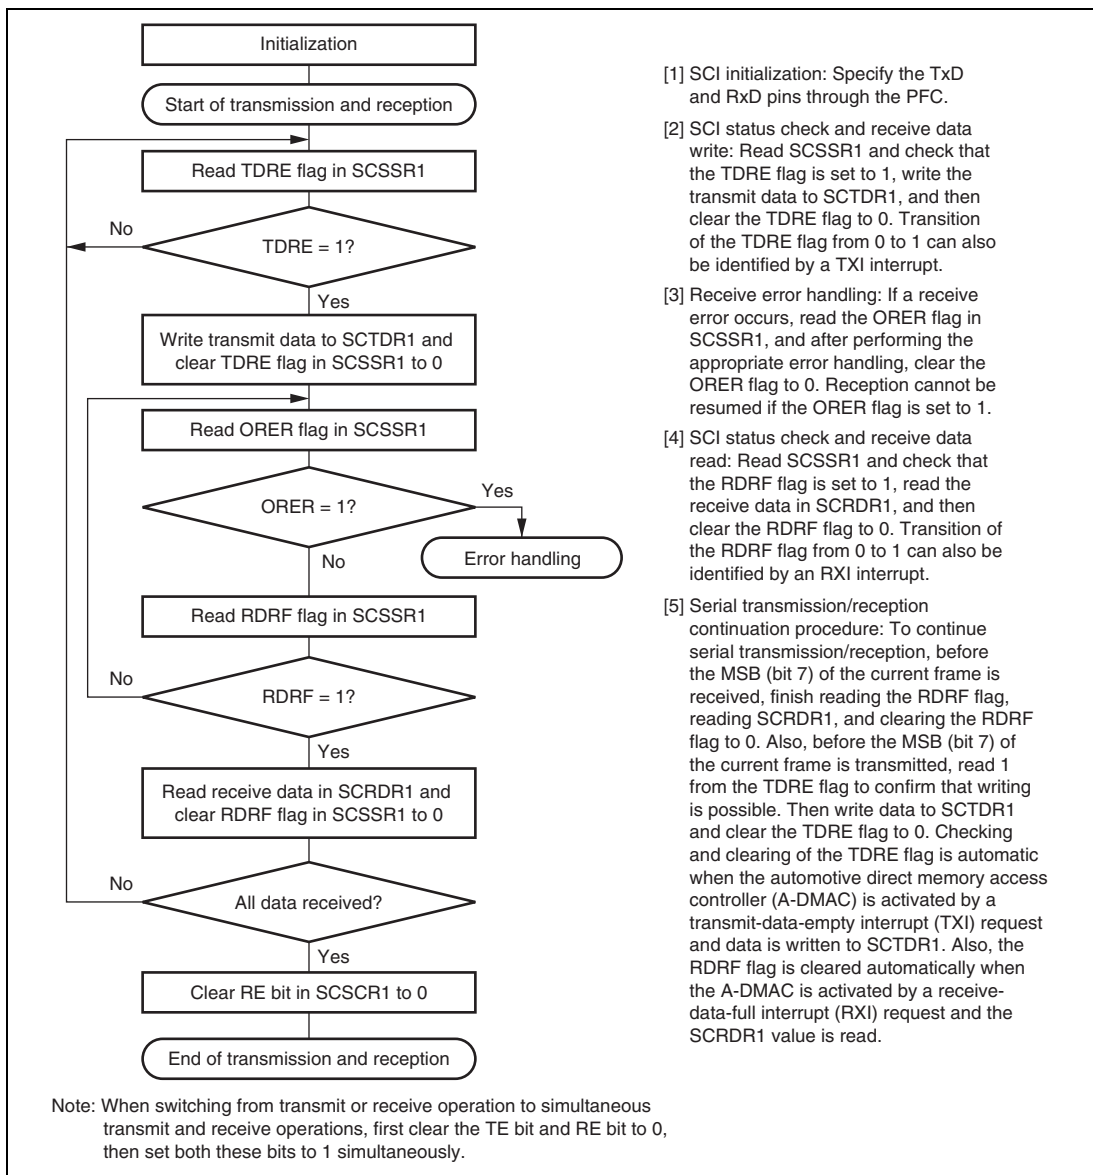 Initialization
Start of transmission and reception
Read TDRE flag in SCSSR1
No
TDRE = 1?
Yes
Write transmit data to SCTDR1 and
clear TDRE flag in SCSSR1 to 0
Read ORER flag in SCSSR1
Yes
ORER = 1?
Error handling
No
Read RDRF flag in SCSSR1
No
RDRF = 1?
Yes
Read receive data in SCRDR1 and
clear RDRF flag in SCSSR1 to 0
No
All data received?
Yes
Clear RE bit in SCSCR1 to 0
End of transmission and reception
[1] SCI initialization: Specify the TxD
and RxD pins through the PFC.
[2] SCI status check and receive data
write: Read SCSSR1 and check that
the TDRE flag is set to 1, write the
transmit data to SCTDR1, and then
clear the TDRE flag to 0. Transition
of the TDRE flag from 0 to 1 can also
be identified by a TXI interrupt.
[3] Receive error handling: If a receive
error occurs, read the ORER flag in
SCSSR1, and after performing the
appropriate error handling, clear the
ORER flag to 0. Reception cannot be
resumed if the ORER flag is set to 1.
[4] SCI status check and receive data
read: Read SCSSR1 and check that
the RDRF flag is set to 1, read the
receive data in SCRDR1, and then
clear the RDRF flag to 0. Transition of
the RDRF flag from 0 to 1 can also be
identified by an RXI interrupt.
[5] Serial transmission/reception
continuation procedure: To continue
serial transmission/reception, before
the MSB (bit 7) of the current frame is
received, finish reading the RDRF flag,
reading SCRDR1, and clearing the RDRF
flag to 0. Also, before the MSB (bit 7) of
the current frame is transmitted, read 1
from the TDRE flag to confirm that writing
is possible. Then write data to SCTDR1
and clear the TDRE flag to 0. Checking
and clearing of the TDRE flag is automatic
when the automotive direct memory access
controller (A-DMAC) is activated by a
transmit-data-empty interrupt (TXI) request
and data is written to SCTDR1. Also, the
RDRF flag is cleared automatically when
the A-DMAC is activated by a receive-
data-full interrupt (RXI) request and the
SCRDR1 value is read.
Note: When switching from transmit or receive operation to simultaneous
transmit and receive operations, first clear the TE bit and RE bit to 0,
then set both these bits to 1 simultaneously.